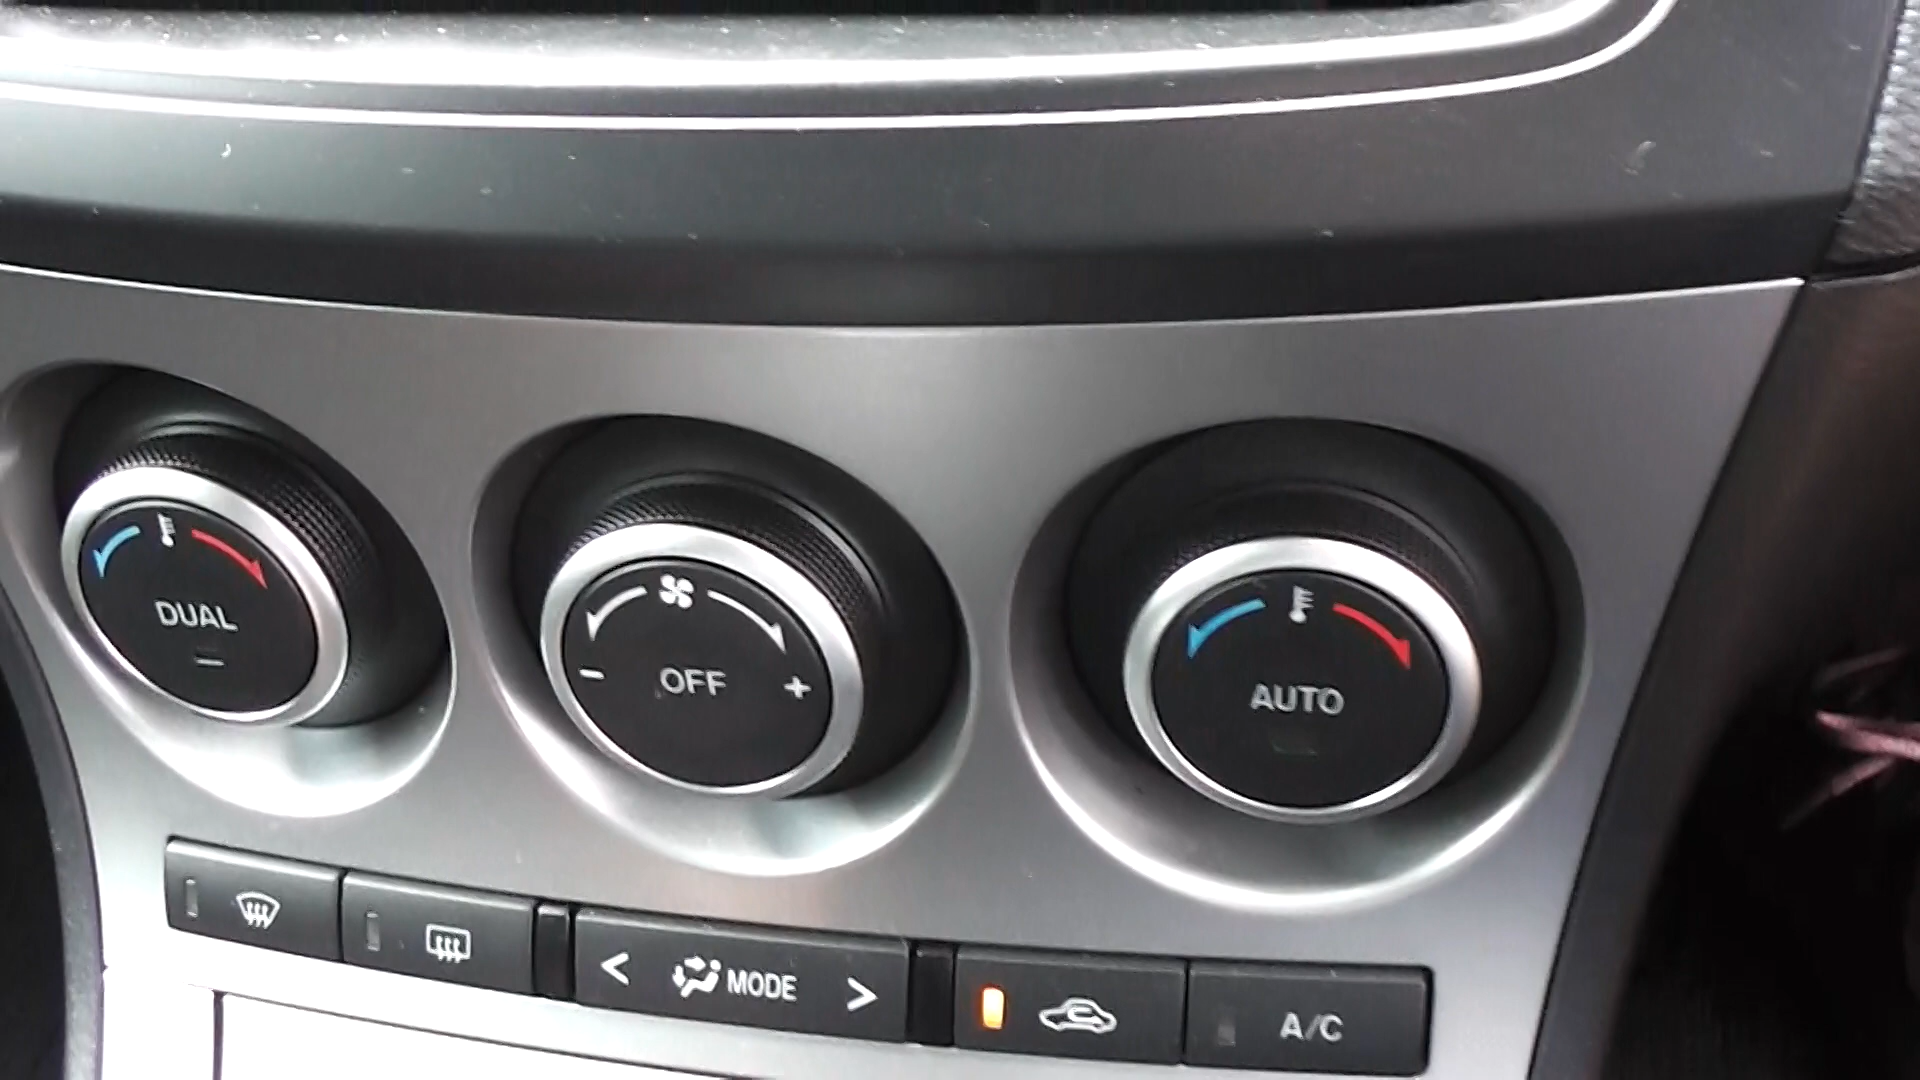 DUAL
OFF
- +
AUTO
< MODE >
A/C